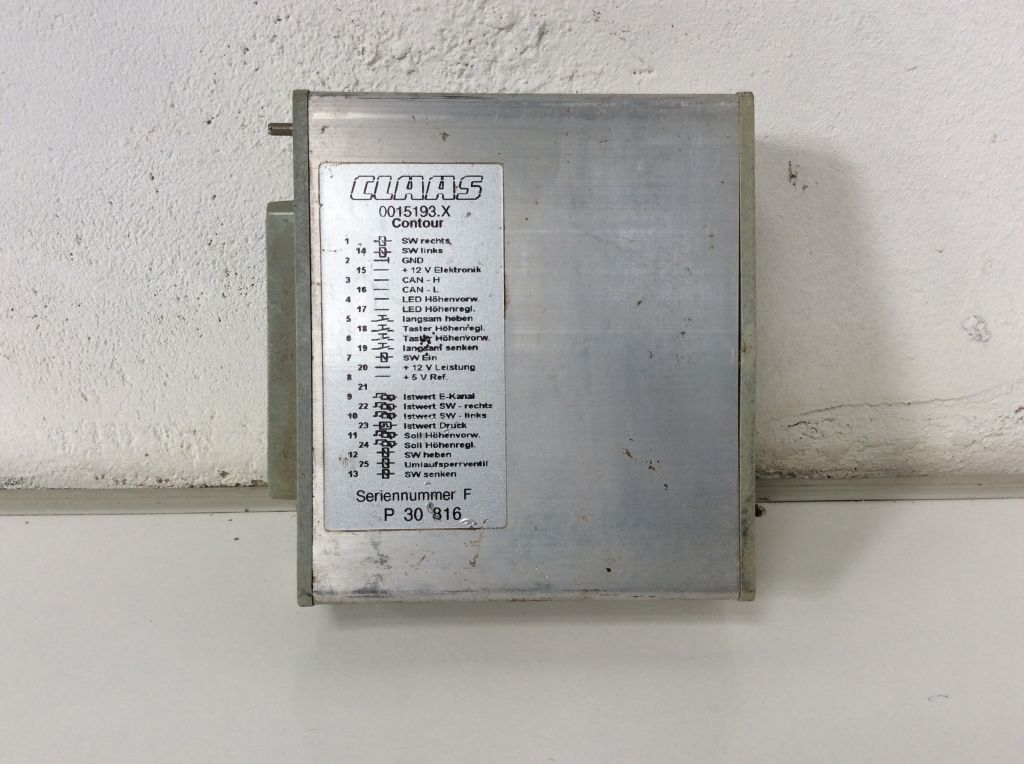 CLAAS
0015193.X
Contour
1 SW rechts
14 SW links
2 GND
15 + 12 V Elektronik
3 CAN - H
16 CAN - L
4 LED Höhenvorw.
17 LED Höhenregl.
5 langsam heben
18 Taster Höhenregl.
6 Taster Höhenvorw.
19 langsam senken
7 SW Ein
20 + 12 V Leistung
8 + 5 V Ref.
21
9 Istwert E-Kanal
22 Istwert SW - rechts
10 Istwert SW - links
23 Istwert Druck
11 Soll Höhenvorw.
24 Soll Höhenregl.
12 SW heben
25 Umlaufsperrventil
13 SW senken
Seriennummer F
P 30 816